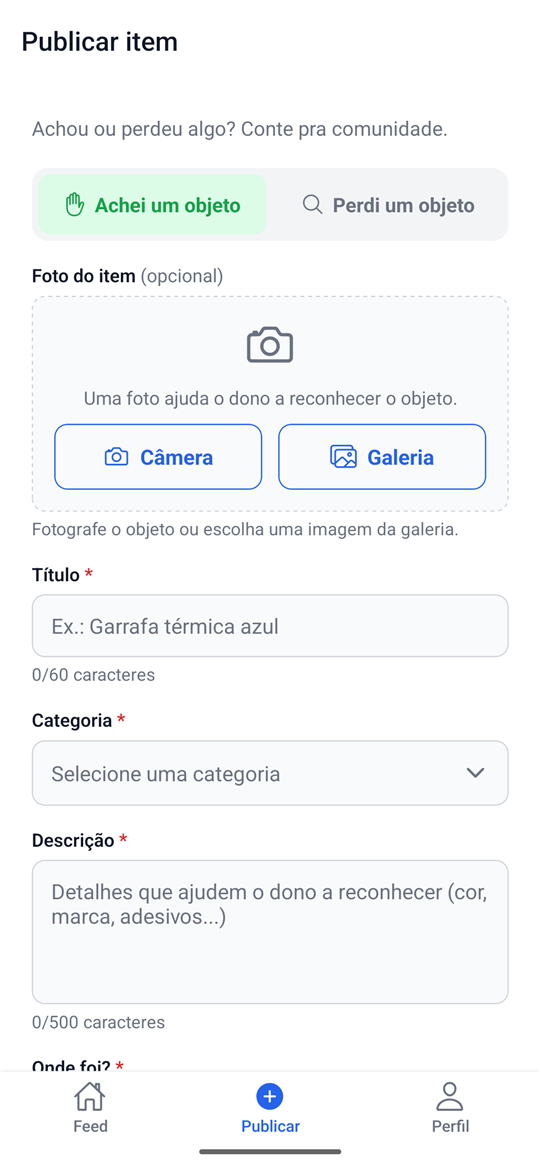 Publicar item
Achou ou perdeu algo? Conte pra comunidade.
Achei um objeto
Perdi um objeto
Foto do item (opcional)
Uma foto ajuda o dono a reconhecer o objeto.
Câmera
Galeria
Fotografe o objeto ou escolha uma imagem da galeria.
Título *
Ex.: Garrafa térmica azul
0/60 caracteres
Categoria *
Selecione uma categoria
Descrição *
Detalhes que ajudem o dono a reconhecer (cor,
marca, adesivos...)
0/500 caracteres
Onde foi? *
Feed
Publicar
Perfil